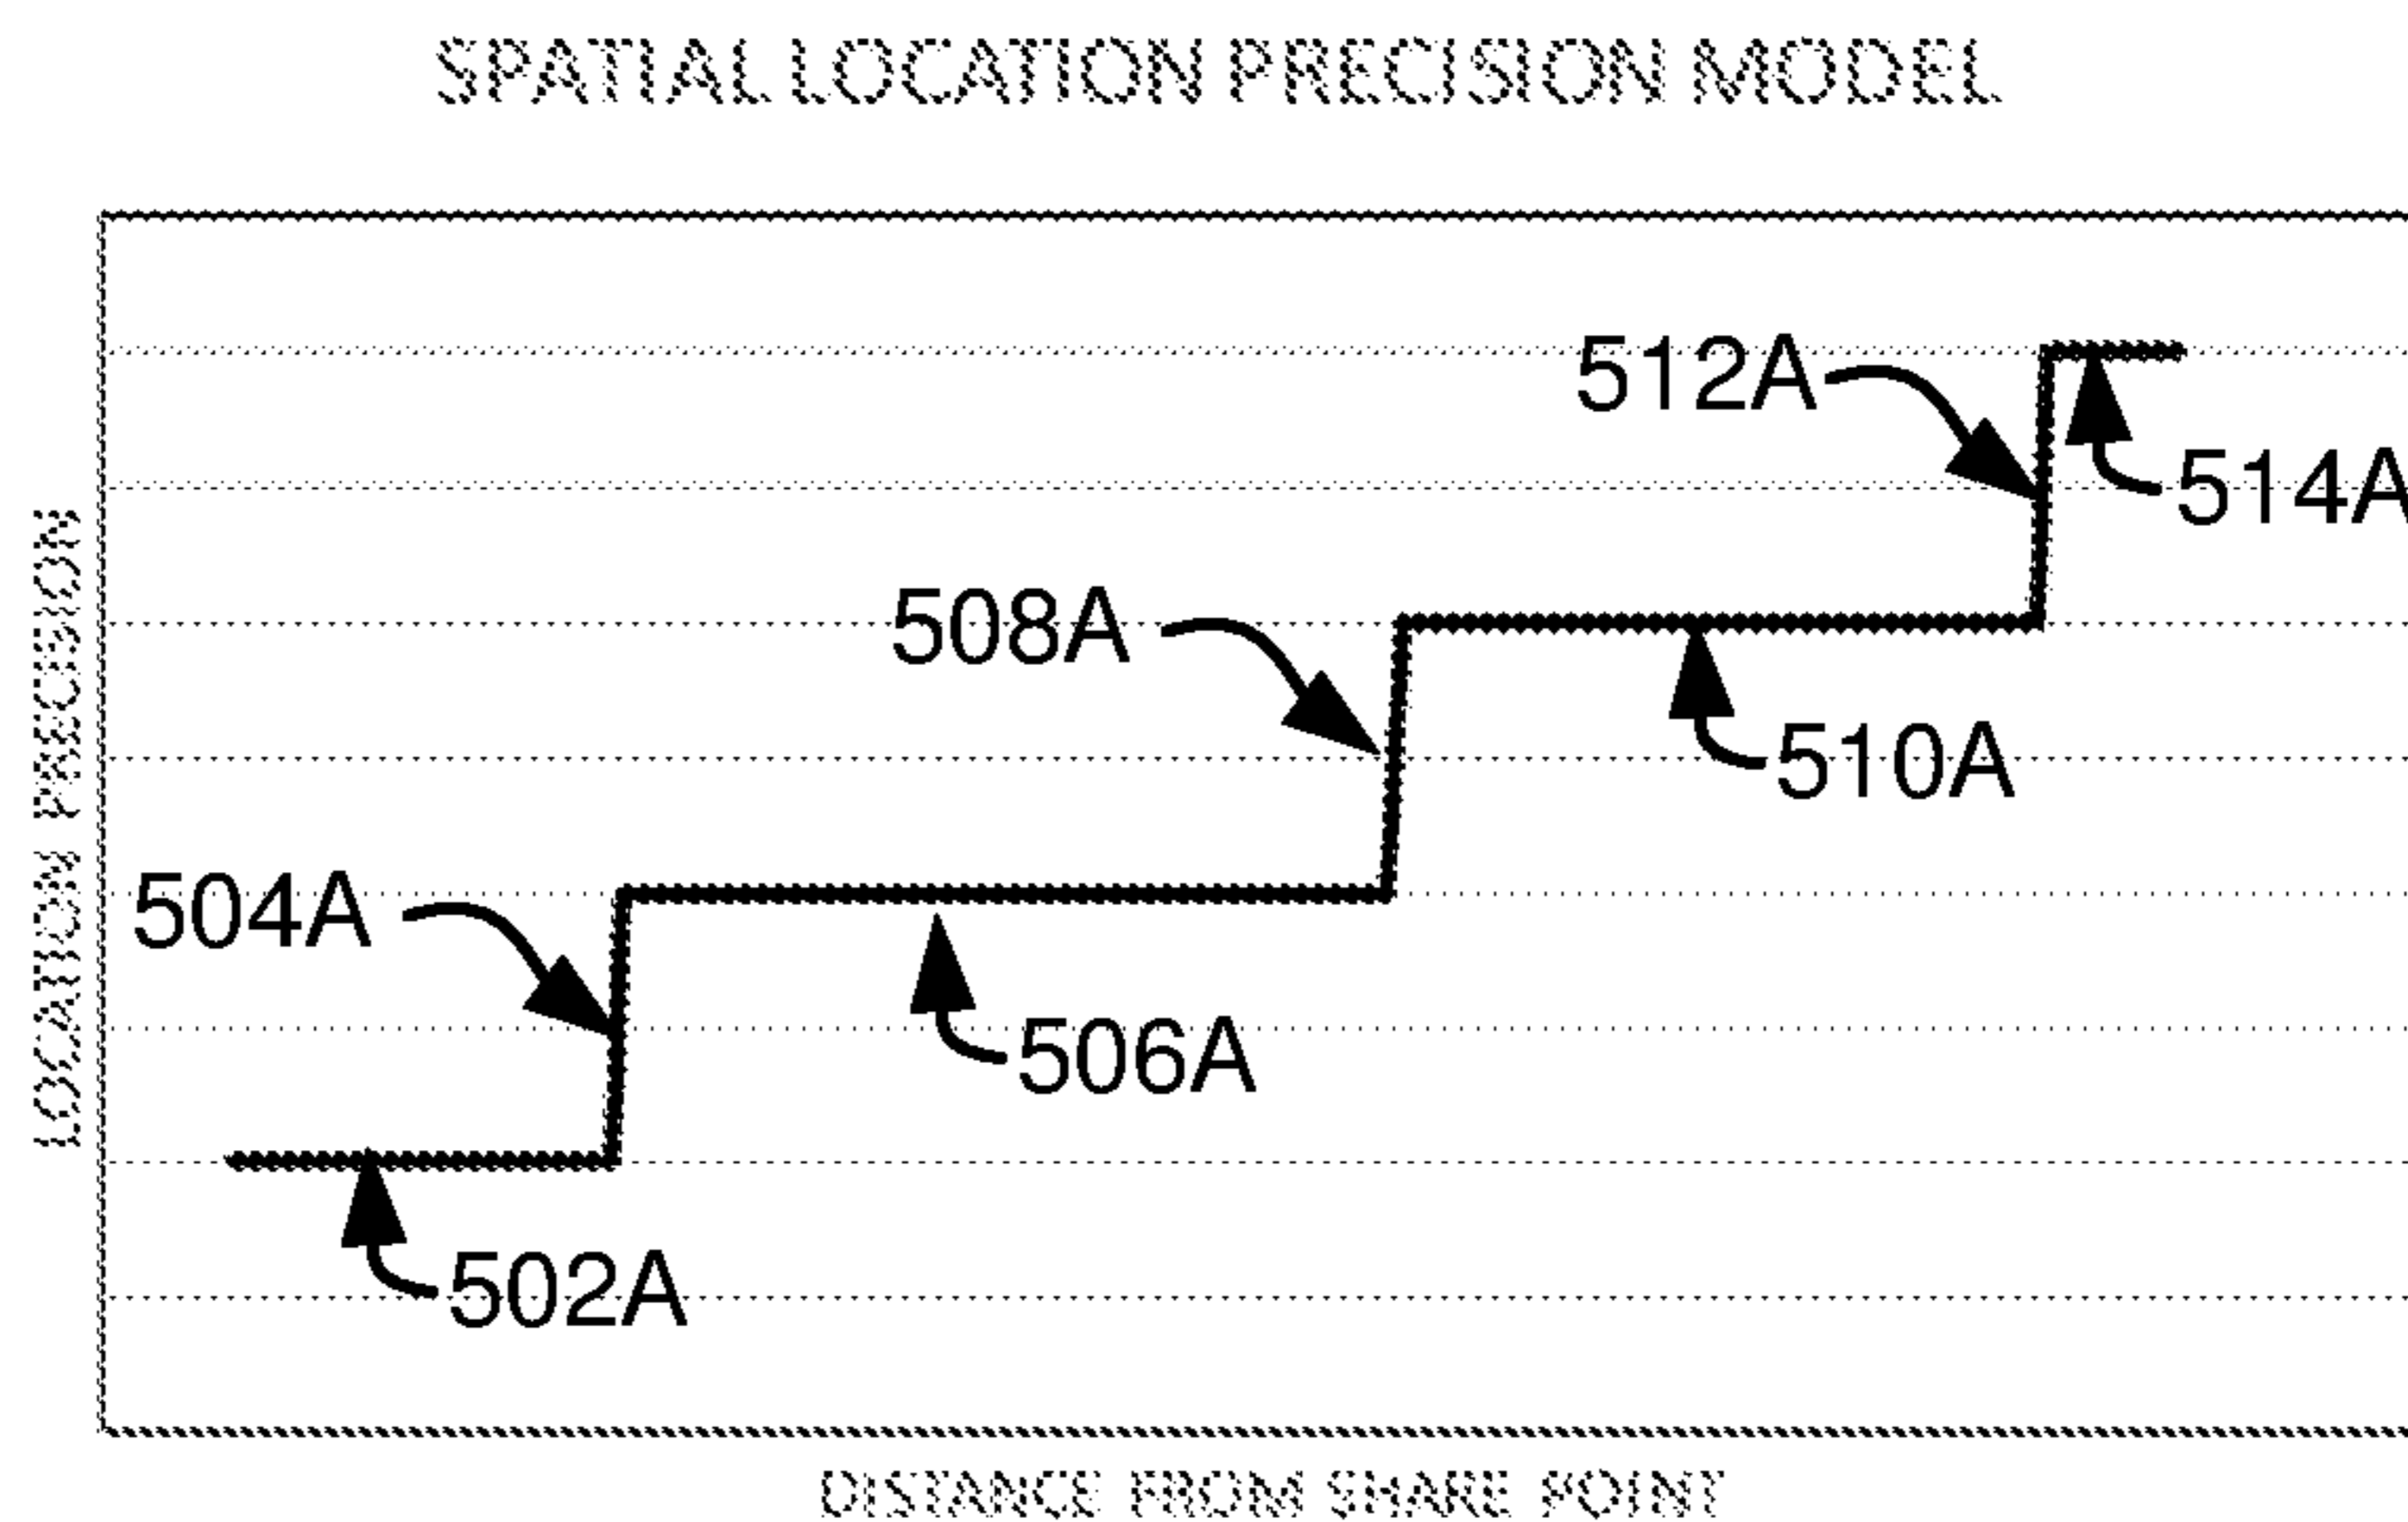 SPATIAL LOCATION PRECISION MODEL
512A
514A
508A
510A
504A
506A
502A
LOCATION PRECISION
DISTANCE FROM SHARE POINT